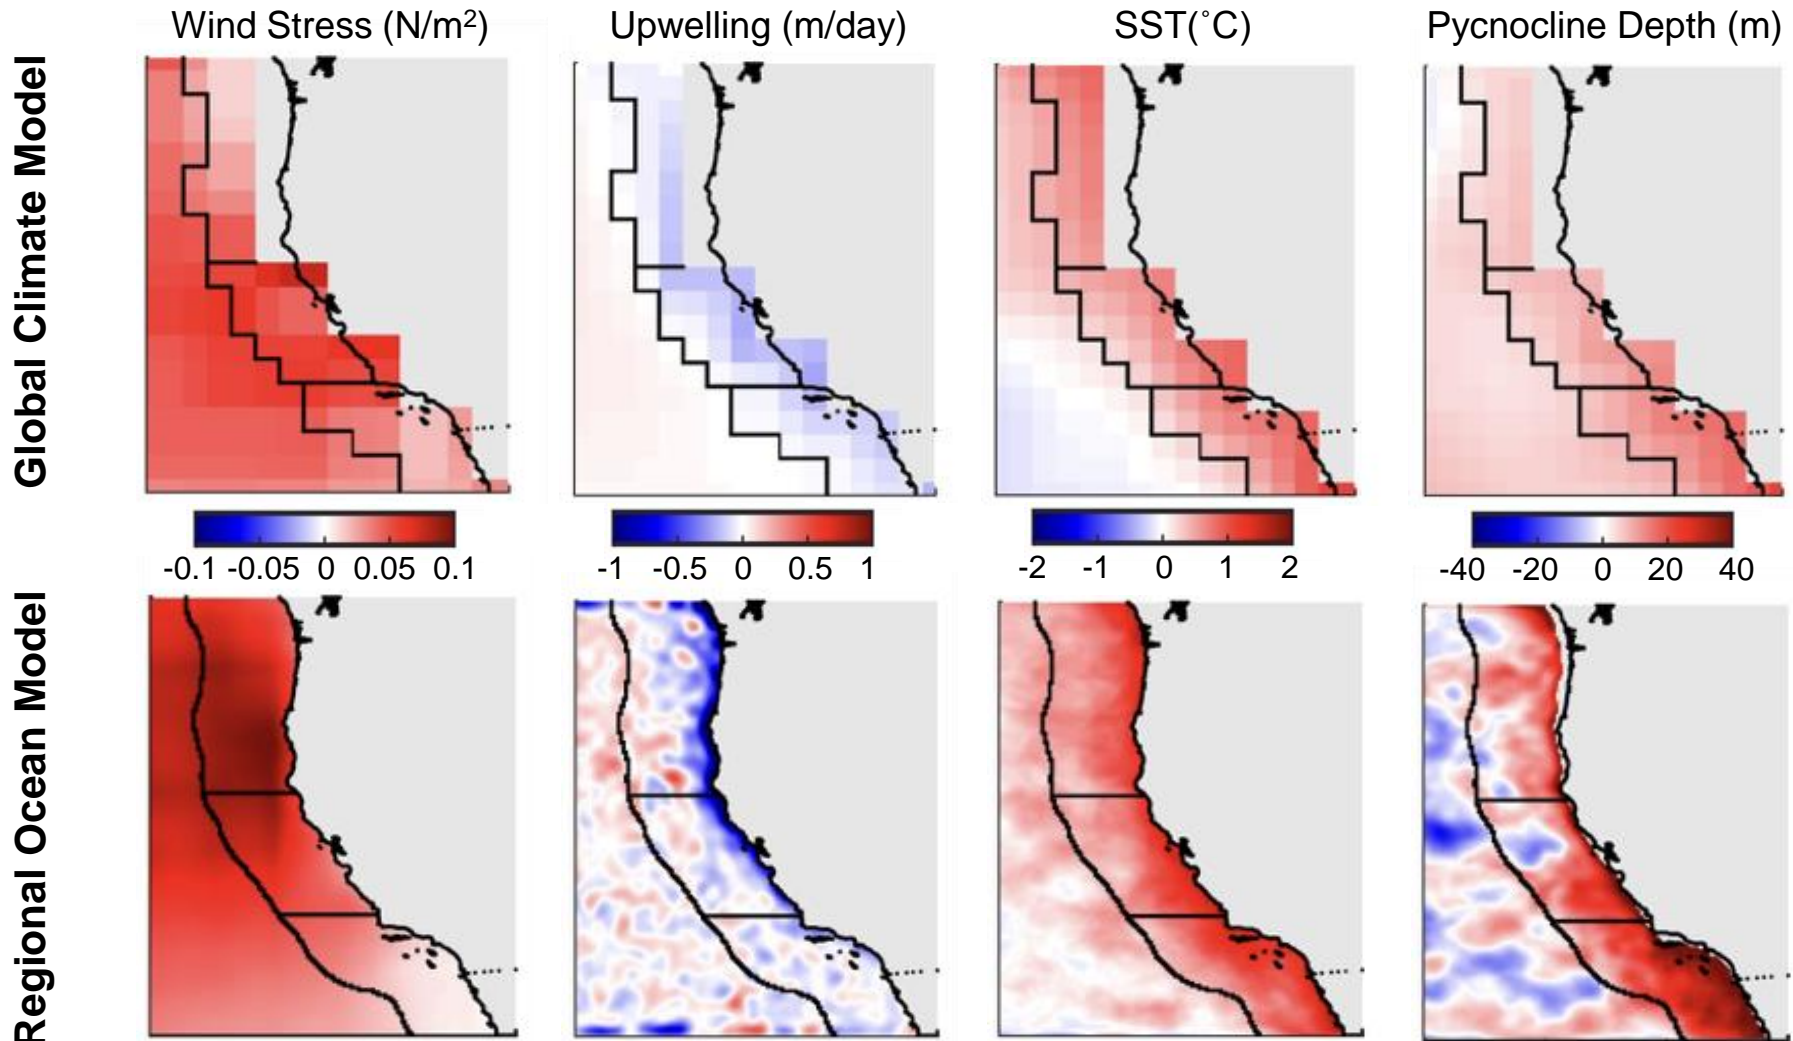 Wind Stress (N/m²)
Upwelling (m/day)
SST(˚C)
Pycnocline Depth (m)
Global Climate Model
-0.1 -0.05 0 0.05 0.1
-1 -0.5 0 0.5 1
-2 -1 0 1 2
-40 -20 0 20 40
Regional Ocean Model